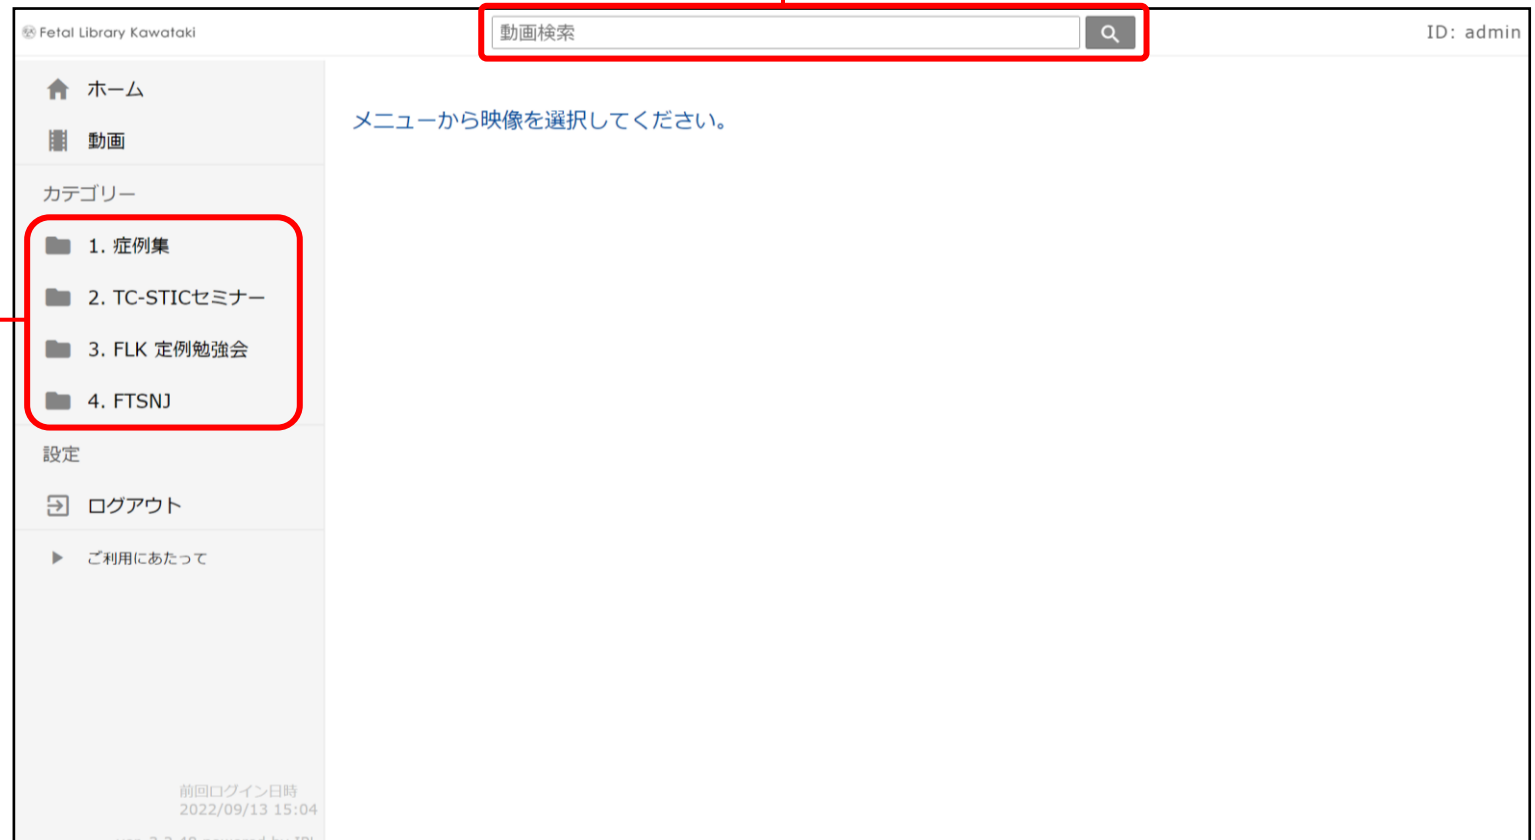 Fetal Library Kawataki
動画検索
ID: admin
ホーム
動画
カテゴリー
1. 症例集
2. TC-STICセミナー
3. FLK 定例勉強会
4. FTSNJ
設定
ログアウト
ご利用にあたって
メニューから映像を選択してください。
前回ログイン日時
2022/09/13 15:04